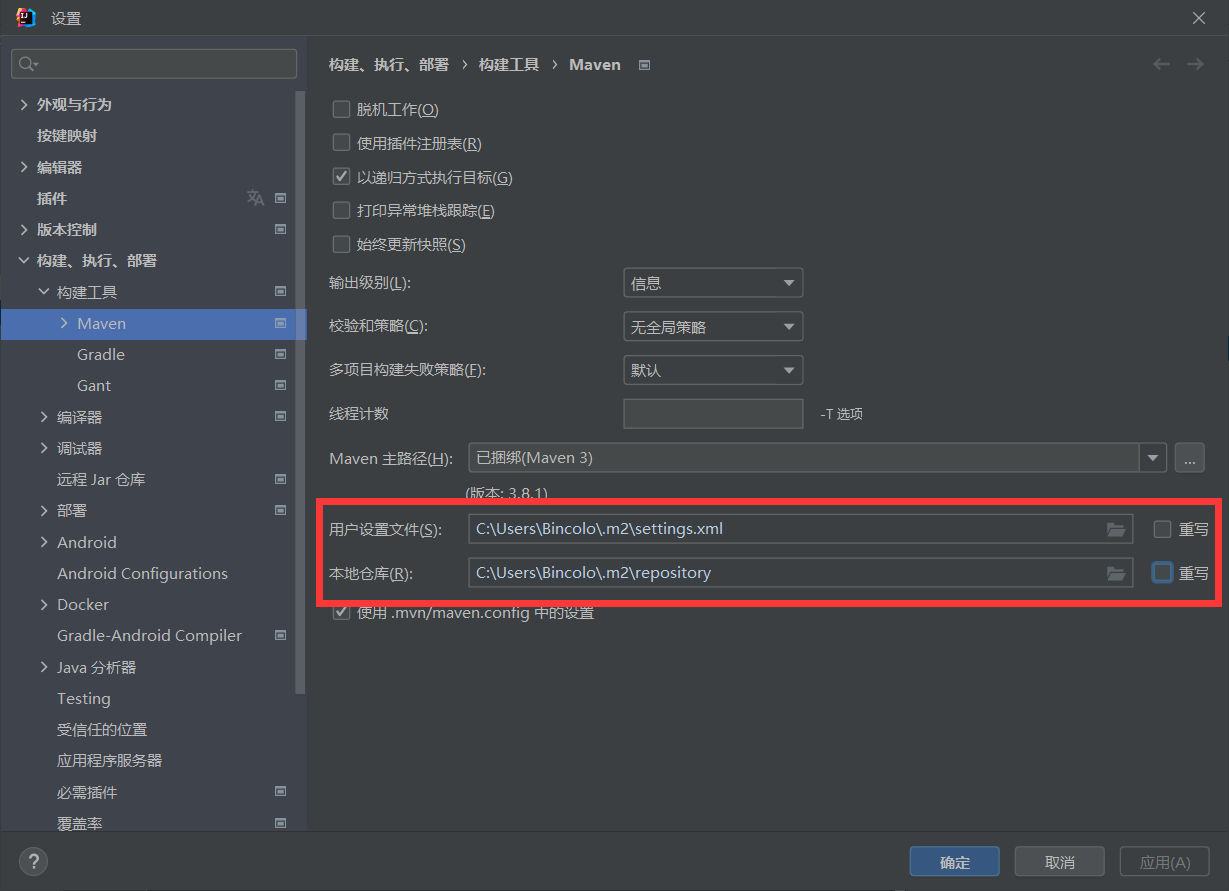 设置
外观与行为
按键映射
编辑器
插件
版本控制
构建、执行、部署
构建工具
Maven
Gradle
Gant
编译器
调试器
远程 Jar 仓库
部署
Android
Android Configurations
Docker
Gradle-Android Compiler
Java 分析器
Testing
受信任的位置
应用程序服务器
必需插件
覆盖率
构建、执行、部署 › 构建工具 › Maven
脱机工作(O)
使用插件注册表(R)
以递归方式执行目标(G)
打印异常堆栈跟踪(E)
始终更新快照(S)
输出级别(L): 信息
校验和策略(C): 无全局策略
多项目构建失败策略(F): 默认
线程计数 -T 选项
Maven 主路径(H): 已捆绑(Maven 3) ...
(版本: 3.8.1)
用户设置文件(S): C:\Users\Bincolo\.m2\settings.xml 重写
本地仓库(R): C:\Users\Bincolo\.m2\repository 重写
使用 .mvn/maven.config 中的设置
? 确定 取消 应用(A)